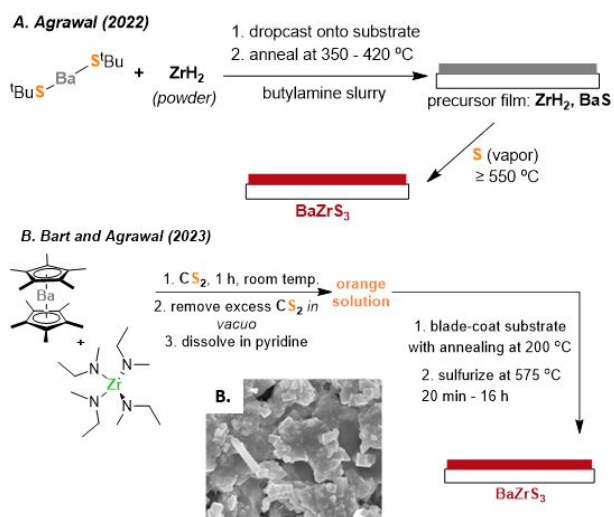 A. Agrawal (2022)
S^tBu
Ba
^tBuS
+
ZrH2
(powder)
1. dropcast onto substrate
2. anneal at 350 - 420 ºC
butylamine slurry
precursor film: ZrH2, BaS
S (vapor)
≥ 550 ºC
BaZrS3
B. Bart and Agrawal (2023)
Ba
+
N N
Zr
N N
1. CS2, 1 h, room temp.
2. remove excess CS2 in
vacuo
3. dissolve in pyridine
orange
solution
1. blade-coat substrate
with annealing at 200 ºC
2. sulfurize at 575 ºC
20 min - 16 h
B.
BaZrS3